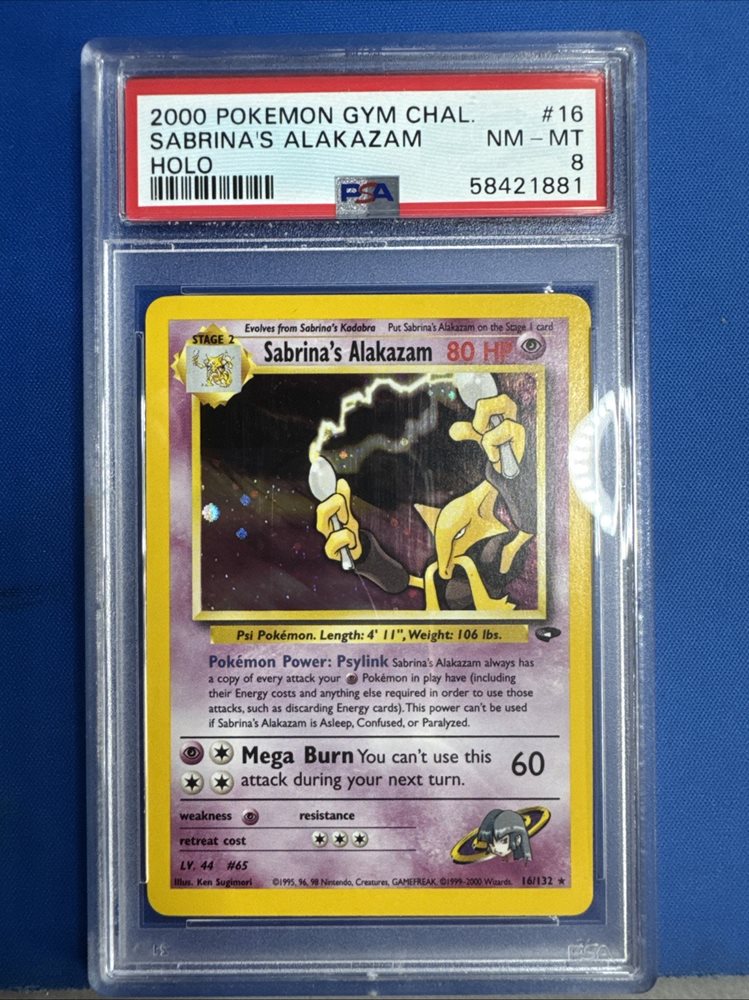 2000 POKEMON GYM CHAL. #16
SABRINA'S ALAKAZAM NM - MT
HOLO 8
PSA 58421881
Evolves from Sabrina's Kadabra Put Sabrina's Alakazam on the Stage 1 card
STAGE 2
Sabrina's Alakazam 80 HP
Psi Pokémon. Length: 4' 11", Weight: 106 lbs.
Pokémon Power: Psylink Sabrina's Alakazam always has
a copy of every attack your Pokémon in play have (including
their Energy costs and anything else required in order to use those
attacks, such as discarding Energy cards). This power can't be used
if Sabrina's Alakazam is Asleep, Confused, or Paralyzed.
Mega Burn You can't use this 60
attack during your next turn.
weakness resistance
retreat cost
LV. 44 #65
Illus. Ken Sugimori ©1995, 96, 98 Nintendo, Creatures, GAMEFREAK. ©1999-2000 Wizards. 16/132 ★